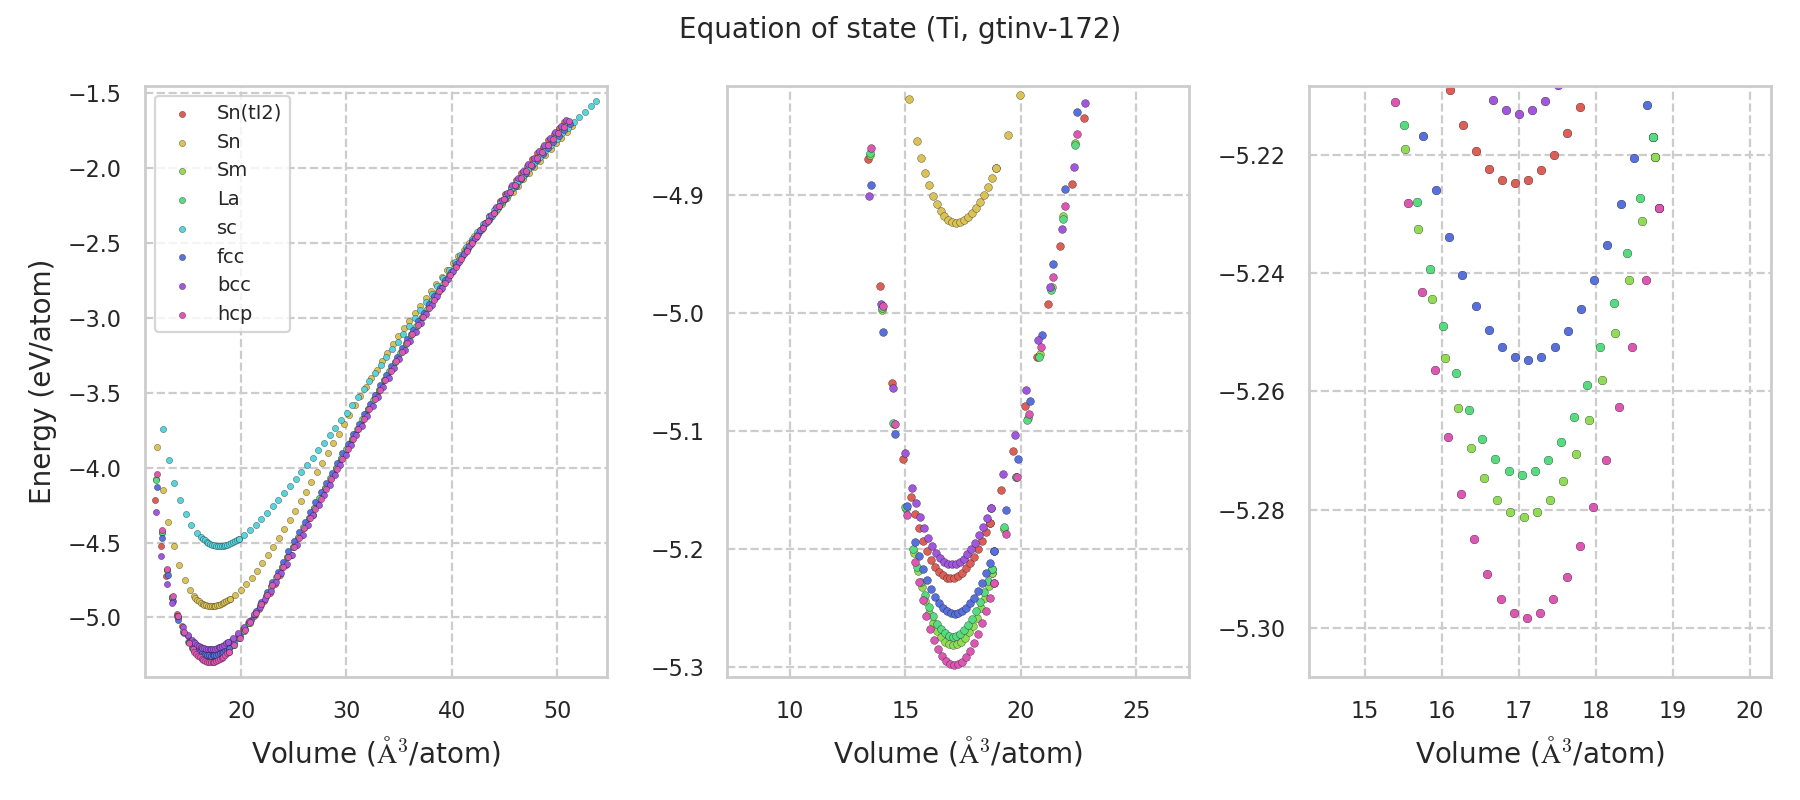 Equation of state (Ti, gtinv-172)
Energy (eV/atom)
−1.5
−2.0
−2.5
−3.0
−3.5
−4.0
−4.5
−5.0
Sn(tI2)
Sn
Sm
La
sc
fcc
bcc
hcp
20 30 40 50
Volume (Å³/atom)
−4.9
−5.0
−5.1
−5.2
−5.3
10 15 20 25
Volume (Å³/atom)
−5.22
−5.24
−5.26
−5.28
−5.30
15 16 17 18 19 20
Volume (Å³/atom)